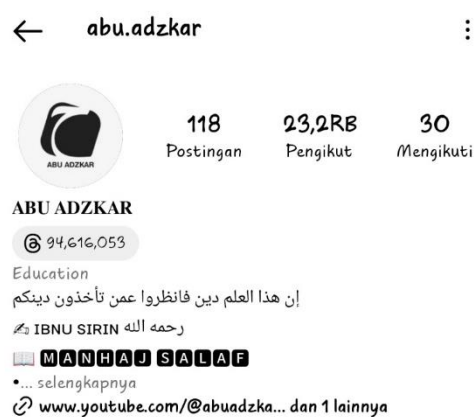 abu.adzkar
ABU ADZKAR
118 23,2RB 30
Postingan Pengikut Mengikuti
ABU ADZKAR
94,616,053
Education
إن هذا العلم دين فانظروا عمن تأخذون دينكم
✍️ IBNU SIRIN رحمه الله
📖 MANHAJ SALAF
•... selengkapnya
www.youtube.com/@abuadzka... dan 1 lainnya